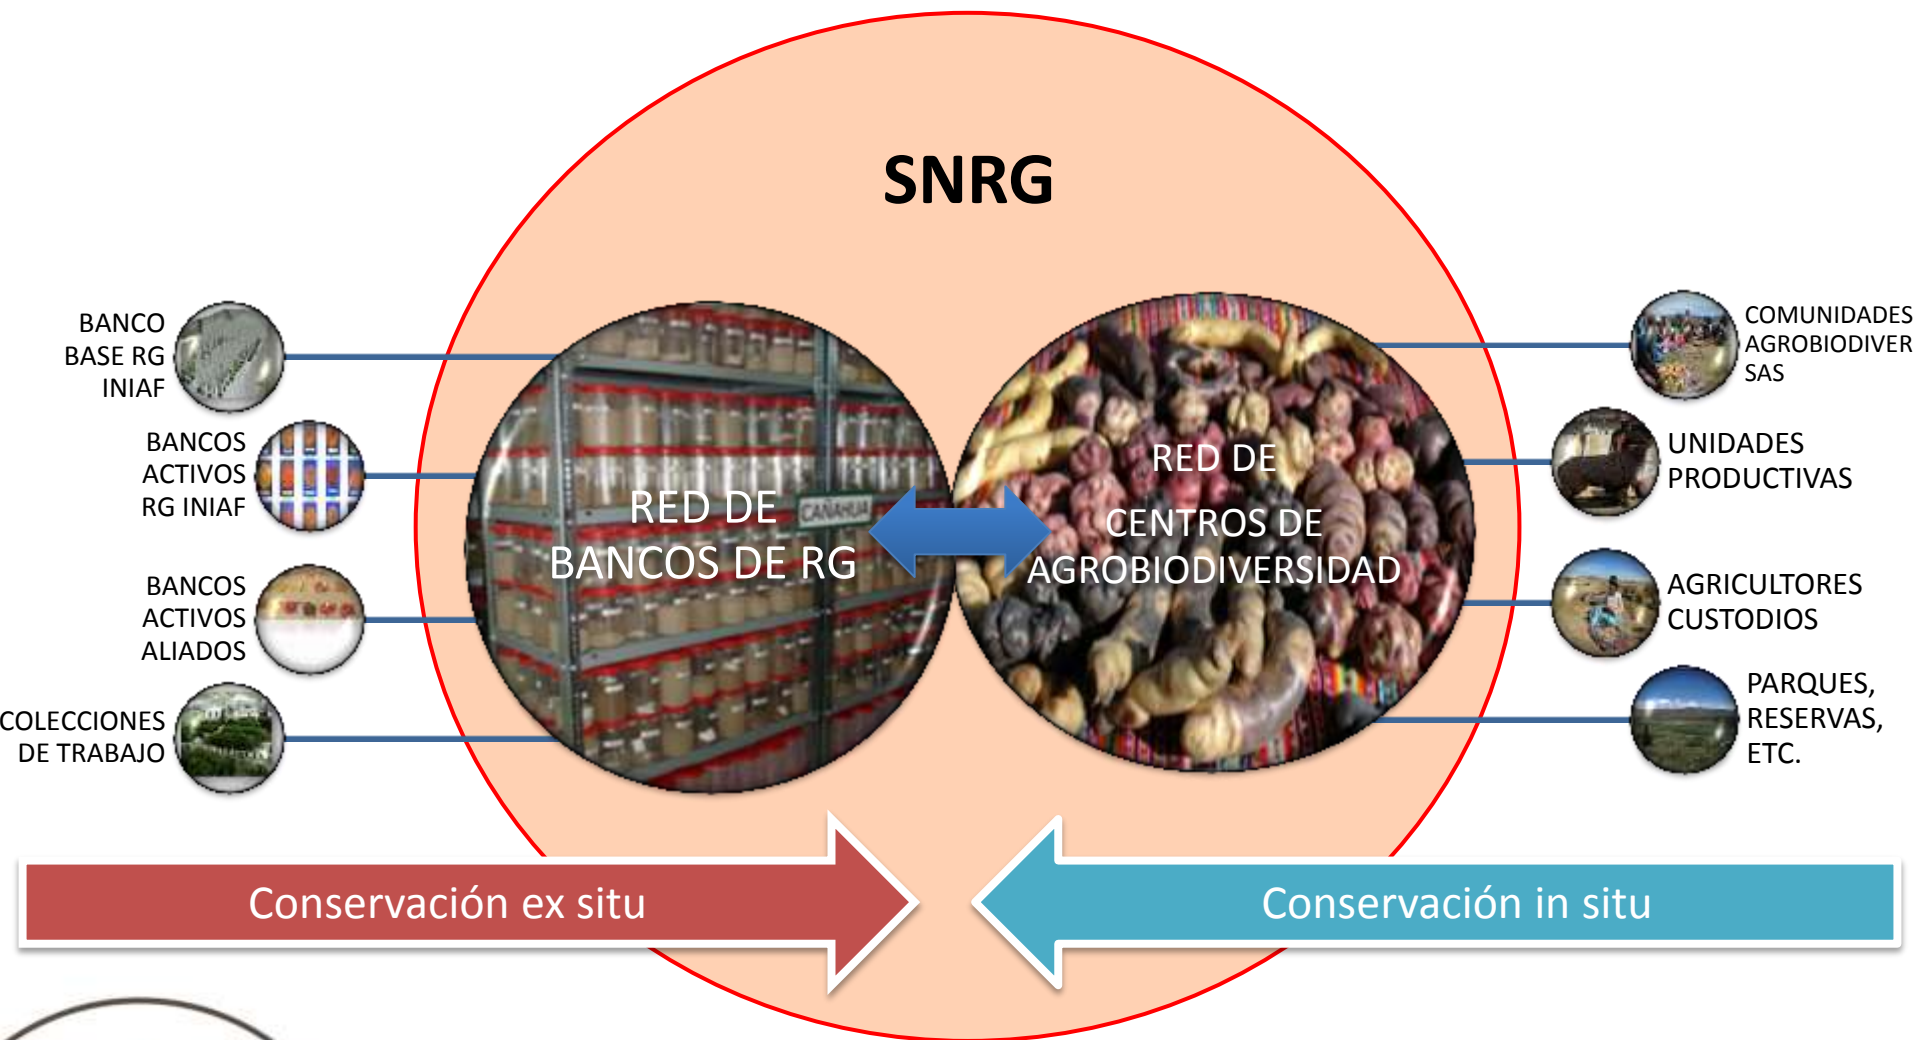 SNRG
BANCO
BASE RG
INIAF
BANCOS
ACTIVOS
RG INIAF
BANCOS
ACTIVOS
ALIADOS
COLECCIONES
DE TRABAJO
RED DE
BANCOS DE RG
CAÑAHUA
RED DE
CENTROS DE
AGROBIODIVERSIDAD
COMUNIDADES
AGROBIODIVER
SAS
UNIDADES
PRODUCTIVAS
AGRICULTORES
CUSTODIOS
PARQUES,
RESERVAS,
ETC.
Conservación ex situ
Conservación in situ